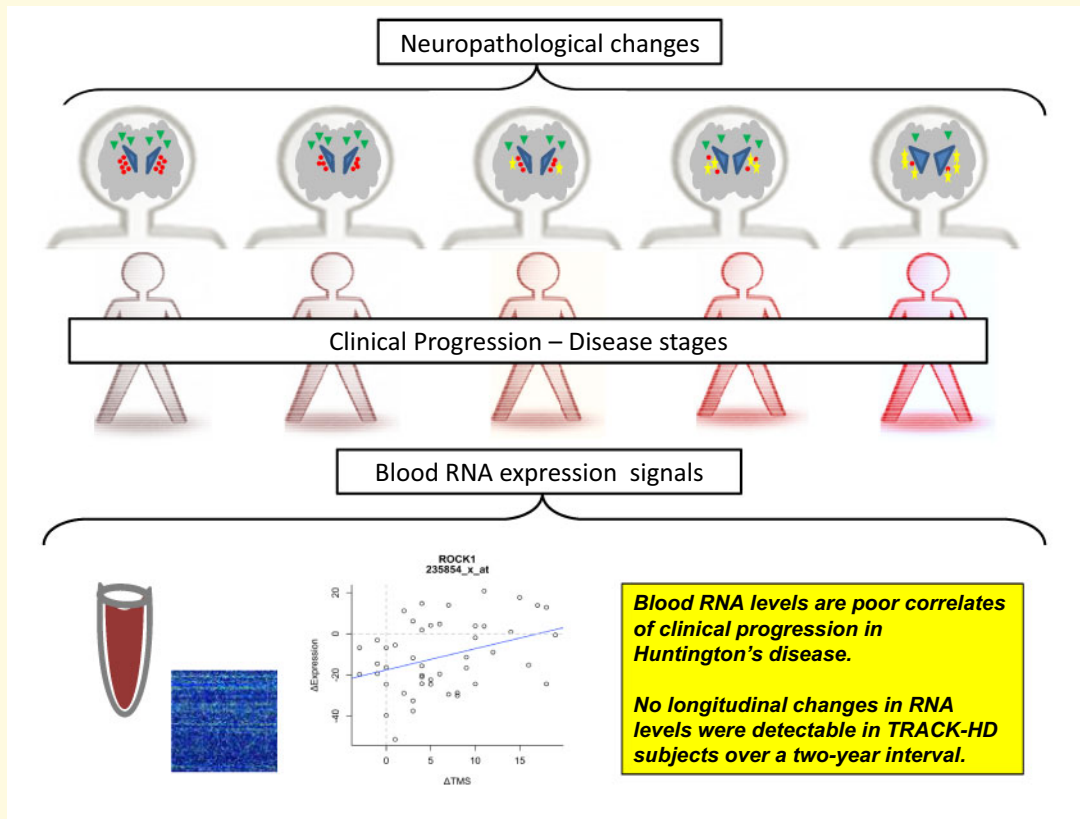 Neuropathological changes
Clinical Progression – Disease stages
Blood RNA expression signals
ROCK1
235854_x_at
20
0
-20
-40
ΔExpression
0
5
10
15
ΔTMS
Blood RNA levels are poor correlates
of clinical progression in
Huntington's disease.
No longitudinal changes in RNA
levels were detectable in TRACK-HD
subjects over a two-year interval.